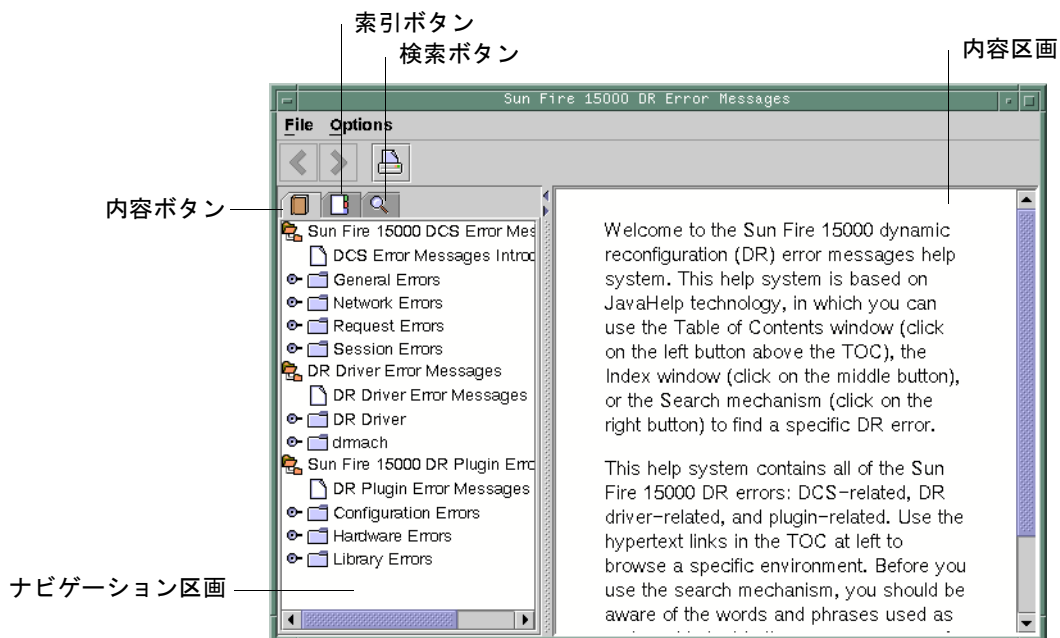 索引ボタン
検索ボタン
内容区画
Sun Fire 15000 DR Error Messages
File Options
内容ボタン
Sun Fire 15000 DCS Error Mes
DCS Error Messages Introd
General Errors
Network Errors
Request Errors
Session Errors
DR Driver Error Messages
DR Driver Error Messages
DR Driver
drmach
Sun Fire 15000 DR Plugin Erro
DR Plugin Error Messages
Configuration Errors
Hardware Errors
Library Errors
ナビゲーション区画
Welcome to the Sun Fire 15000 dynamic
reconfiguration (DR) error messages help
system. This help system is based on
JavaHelp technology, in which you can
use the Table of Contents window (click
on the left button above the TOC), the
Index window (click on the middle button),
or the Search mechanism (click on the
right button) to find a specific DR error.
This help system contains all of the Sun
Fire 15000 DR errors: DCS-related, DR
driver-related, and plugin-related. Use the
hypertext links in the TOC at left to
browse a specific environment. Before you
use the search mechanism, you should be
aware of the words and phrases used as